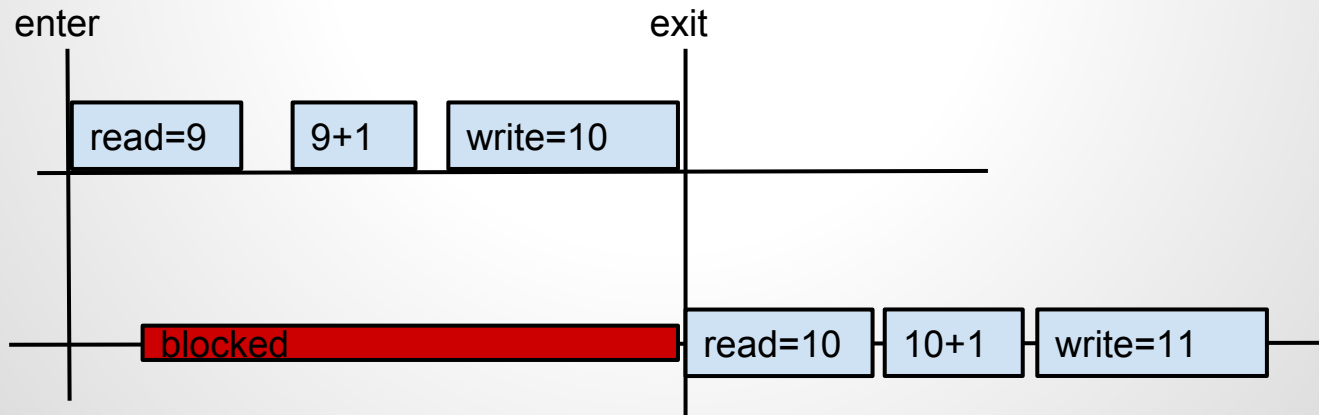 enter exit
read=9 9+1 write=10
blocked read=10 10+1 write=11